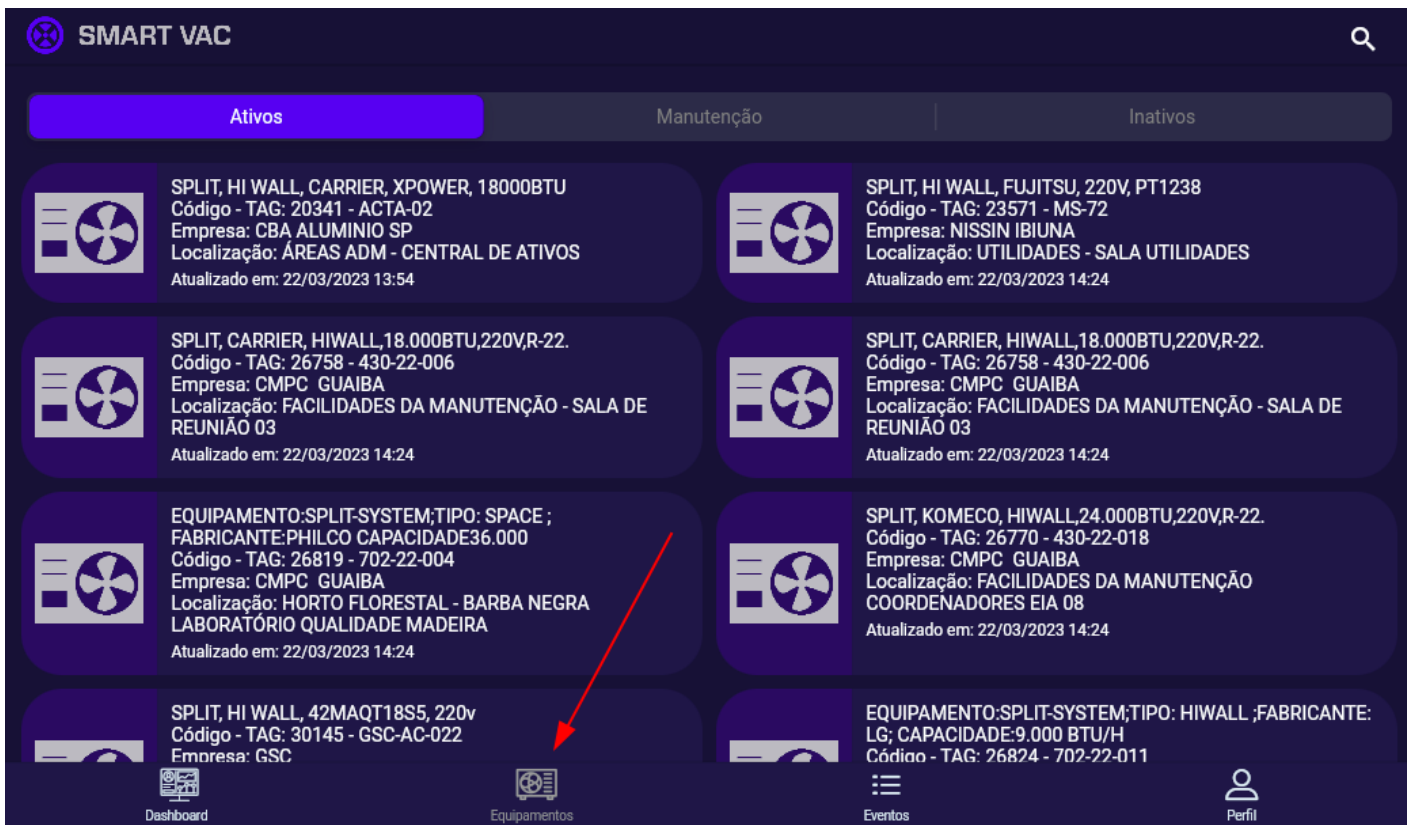 SMART VAC
Ativos
Manutenção
Inativos
SPLIT, HI WALL, CARRIER, XPOWER, 18000BTU
Código - TAG: 20341 - ACTA-02
Empresa: CBA ALUMINIO SP
Localização: ÁREAS ADM - CENTRAL DE ATIVOS
Atualizado em: 22/03/2023 13:54
SPLIT, HI WALL, FUJITSU, 220V, PT1238
Código - TAG: 23571 - MS-72
Empresa: NISSIN IBIUNA
Localização: UTILIDADES - SALA UTILIDADES
Atualizado em: 22/03/2023 14:24
SPLIT, CARRIER, HIWALL,18.000BTU,220V,R-22.
Código - TAG: 26758 - 430-22-006
Empresa: CMPC  GUAIBA
Localização: FACILIDADES DA MANUTENÇÃO - SALA DE
REUNIÃO 03
Atualizado em: 22/03/2023 14:24
SPLIT, CARRIER, HIWALL,18.000BTU,220V,R-22.
Código - TAG: 26758 - 430-22-006
Empresa: CMPC  GUAIBA
Localização: FACILIDADES DA MANUTENÇÃO - SALA DE
REUNIÃO 03
Atualizado em: 22/03/2023 14:24
EQUIPAMENTO:SPLIT-SYSTEM;TIPO: SPACE ;
FABRICANTE:PHILCO CAPACIDADE36.000
Código - TAG: 26819 - 702-22-004
Empresa: CMPC  GUAIBA
Localização: HORTO FLORESTAL - BARBA NEGRA
LABORATÓRIO QUALIDADE MADEIRA
Atualizado em: 22/03/2023 14:24
SPLIT, KOMECO, HIWALL,24.000BTU,220V,R-22.
Código - TAG: 26770 - 430-22-018
Empresa: CMPC  GUAIBA
Localização: FACILIDADES DA MANUTENÇÃO
COORDENADORES EIA 08
Atualizado em: 22/03/2023 14:24
SPLIT, HI WALL, 42MAQT18S5, 220v
Código - TAG: 30145 - GSC-AC-022
Empresa: GSC
EQUIPAMENTO:SPLIT-SYSTEM;TIPO: HIWALL ;FABRICANTE:
LG; CAPACIDADE:9.000 BTU/H
Código - TAG: 26824 - 702-22-011
Dashboard
Equipamentos
Eventos
Perfil